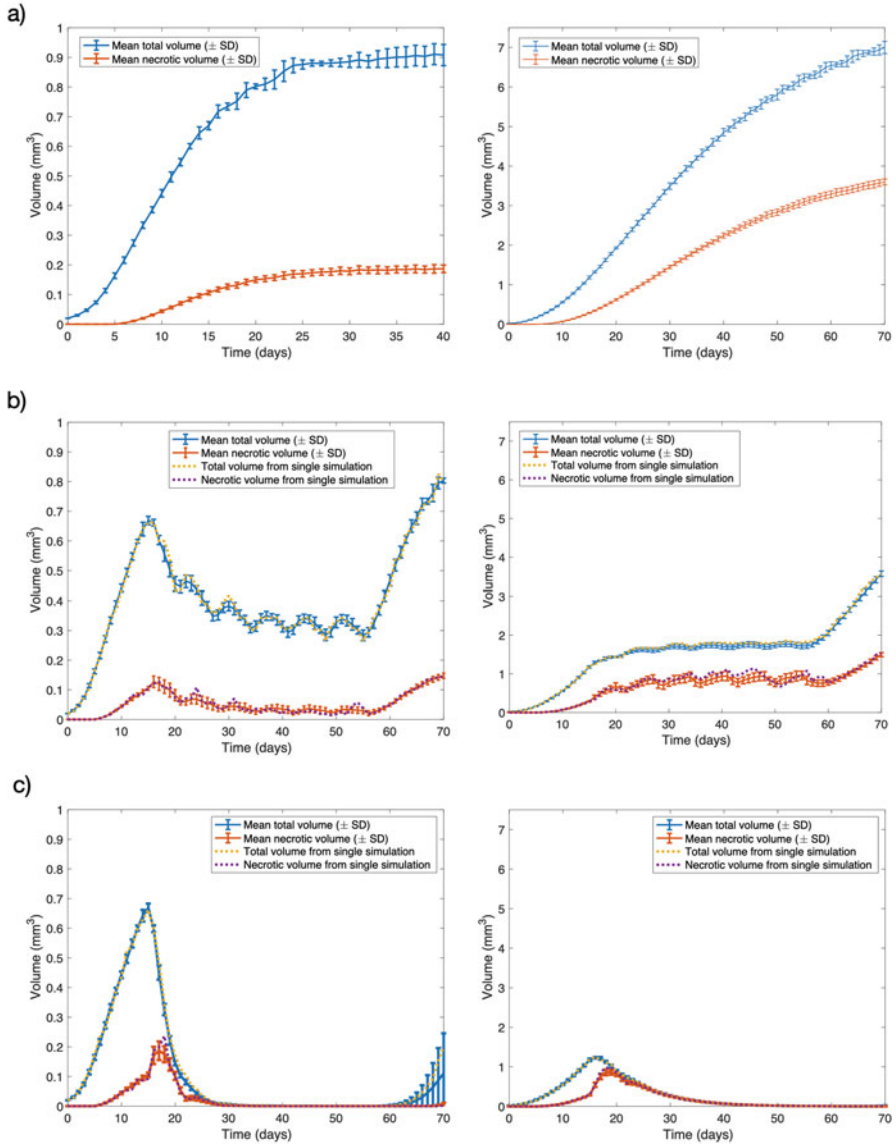 a)
Mean total volume (± SD)
Mean necrotic volume (± SD)
Volume (mm³)
1
0.9
0.8
0.7
0.6
0.5
0.4
0.3
0.2
0.1
0
0 5 10 15 20 25 30 35 40
Time (days)
Mean total volume (± SD)
Mean necrotic volume (± SD)
Volume (mm³)
7
6
5
4
3
2
1
0
0 10 20 30 40 50 60 70
Time (days)
b)
Mean total volume (± SD)
Mean necrotic volume (± SD)
Total volume from single simulation
Necrotic volume from single simulation
Volume (mm³)
1
0.9
0.8
0.7
0.6
0.5
0.4
0.3
0.2
0.1
0
0 10 20 30 40 50 60 70
Time (days)
Mean total volume (± SD)
Mean necrotic volume (± SD)
Total volume from single simulation
Necrotic volume from single simulation
Volume (mm³)
7
6
5
4
3
2
1
0
0 10 20 30 40 50 60 70
Time (days)
c)
Mean total volume (± SD)
Mean necrotic volume (± SD)
Total volume from single simulation
Necrotic volume from single simulation
Volume (mm³)
1
0.9
0.8
0.7
0.6
0.5
0.4
0.3
0.2
0.1
0
0 10 20 30 40 50 60 70
Time (days)
Mean total volume (± SD)
Mean necrotic volume (± SD)
Total volume from single simulation
Necrotic volume from single simulation
Volume (mm³)
7
6
5
4
3
2
1
0
0 10 20 30 40 50 60 70
Time (days)